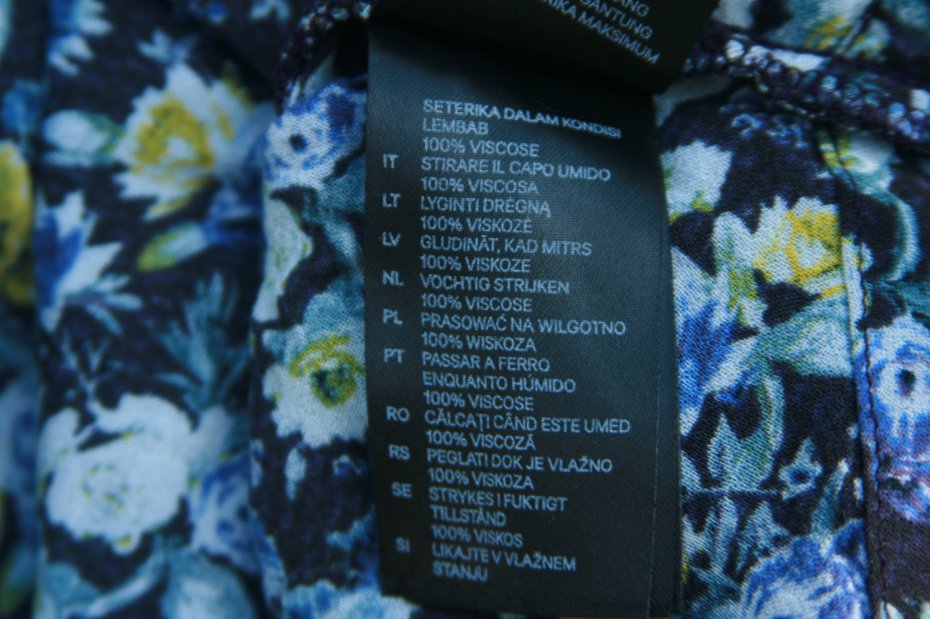 GANTUNG
RIKA MAKSIMUM
SETERIKA DALAM KONDISI
LEMBAB
100% VISCOSE
IT STIRARE IL CAPO UMIDO
100% VISCOSA
LT LYGINTI DRĖGNĄ
100% VISKOZĖ
LV GLUDINĀT, KAD MITRS
100% VISKOZE
NL VOCHTIG STRIJKEN
100% VISCOSE
PL PRASOWAĆ NA WILGOTNO
100% WISKOZA
PT PASSAR A FERRO
ENQUANTO HÚMIDO
100% VISCOSE
RO CĂLCAȚI CÂND ESTE UMED
100% VISCOZĂ
RS PEGLATI DOK JE VLAŽNO
100% VISKOZA
SE STRYKES I FUKTIGT
TILLSTÅND
100% VISKOS
SI LIKAJTE V VLAŽNEM
STANJU